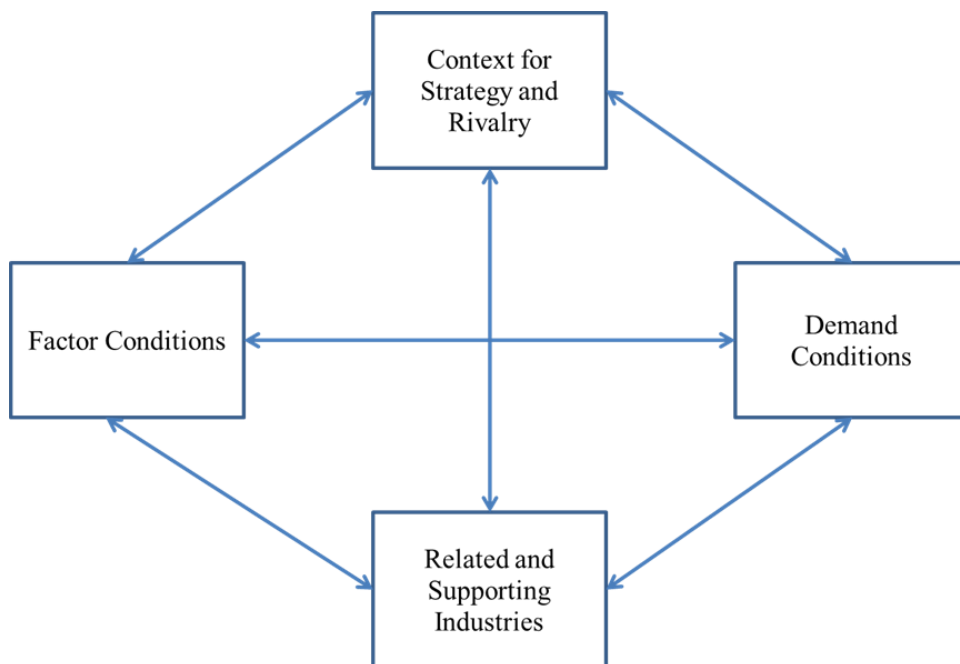 Context for
Strategy and
Rivalry
Factor Conditions
Demand
Conditions
Related and
Supporting
Industries